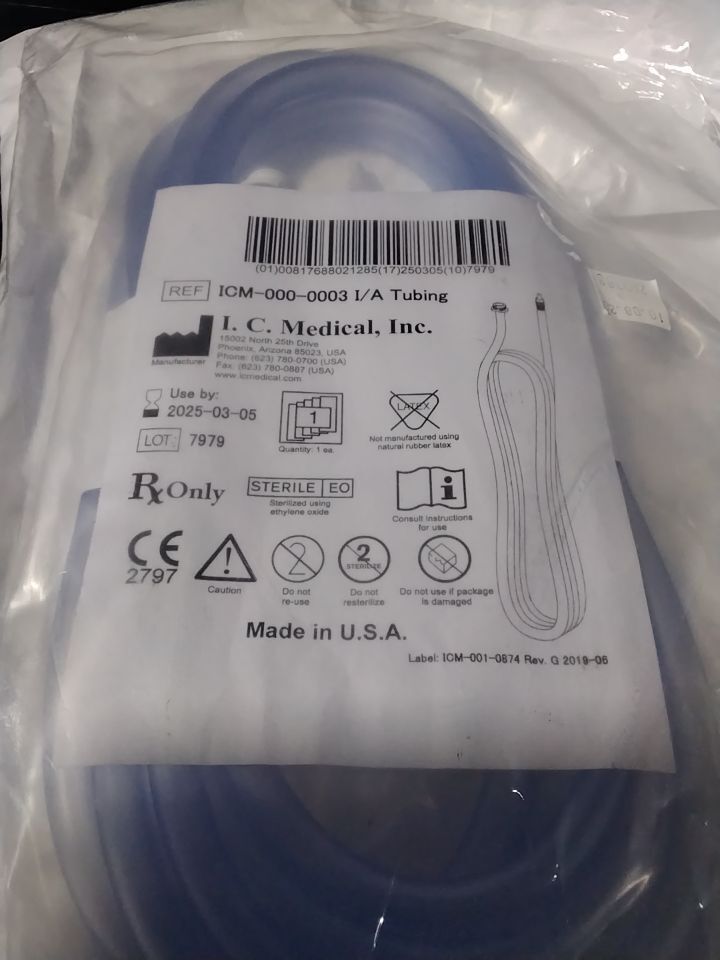 (01)00817688021285(17)250305(10)7979
REF ICM-000-0003 I/A Tubing
I. C. Medical, Inc.
15002 North 25th Drive
Phoenix, Arizona 85023, USA
Phone: (623) 780-0700 (USA)
Fax: (623) 780-0887 (USA)
www.icmedical.com
Manufacturer
Use by:
2025-03-05
LOT 7979
1
Quantity: 1 ea.
LATEX
Not manufactured using
natural rubber latex
Rx Only
STERILE EO
Sterilized using
ethylene oxide
i
Consult instructions
for use
CE
2797
!
Caution
2
Do not
re-use
2
STERILIZE
Do not
resterilize
Do not use if package
is damaged
Made in U.S.A.
Label: ICM-001-0874 Rev. G 2019-06